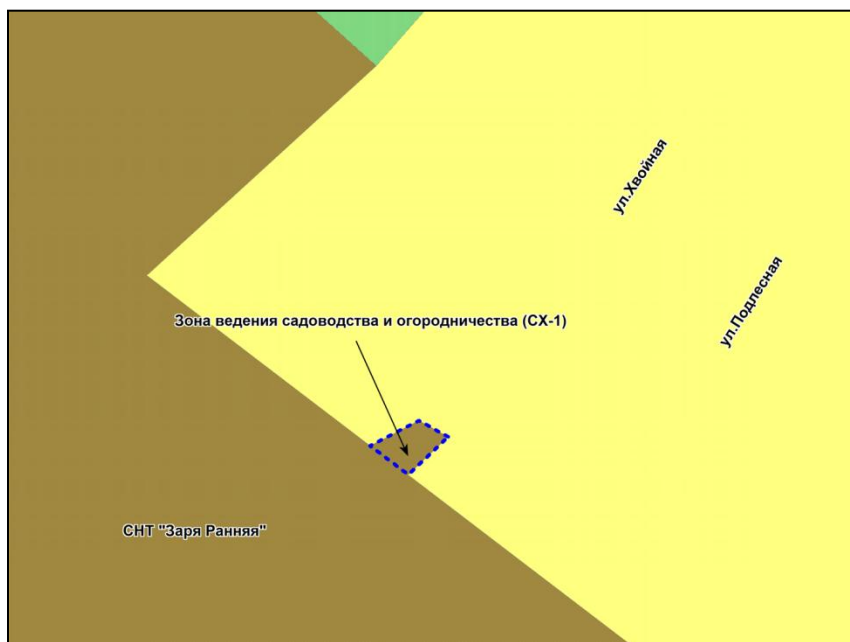 ул.Хвойная
ул.Подлесная
Зона ведения садоводства и огородничества (СХ-1)
СНТ "Заря Ранняя"